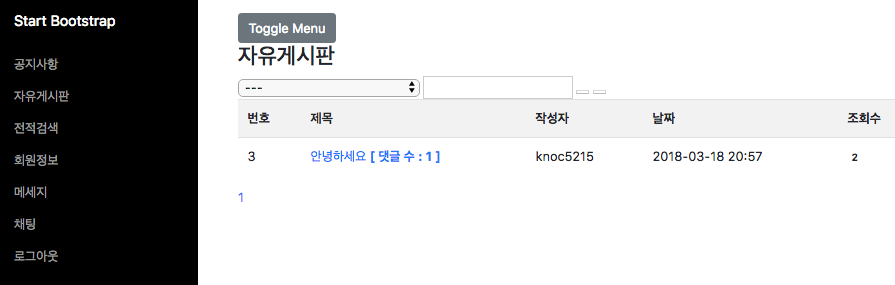 Start Bootstrap
공지사항
자유게시판
전적검색
회원정보
메세지
채팅
로그아웃
Toggle Menu
자유게시판
---
번호 제목 작성자 날짜 조회수
3 안녕하세요 [ 댓글 수 : 1 ] knoc5215 2018-03-18 20:57 2
1